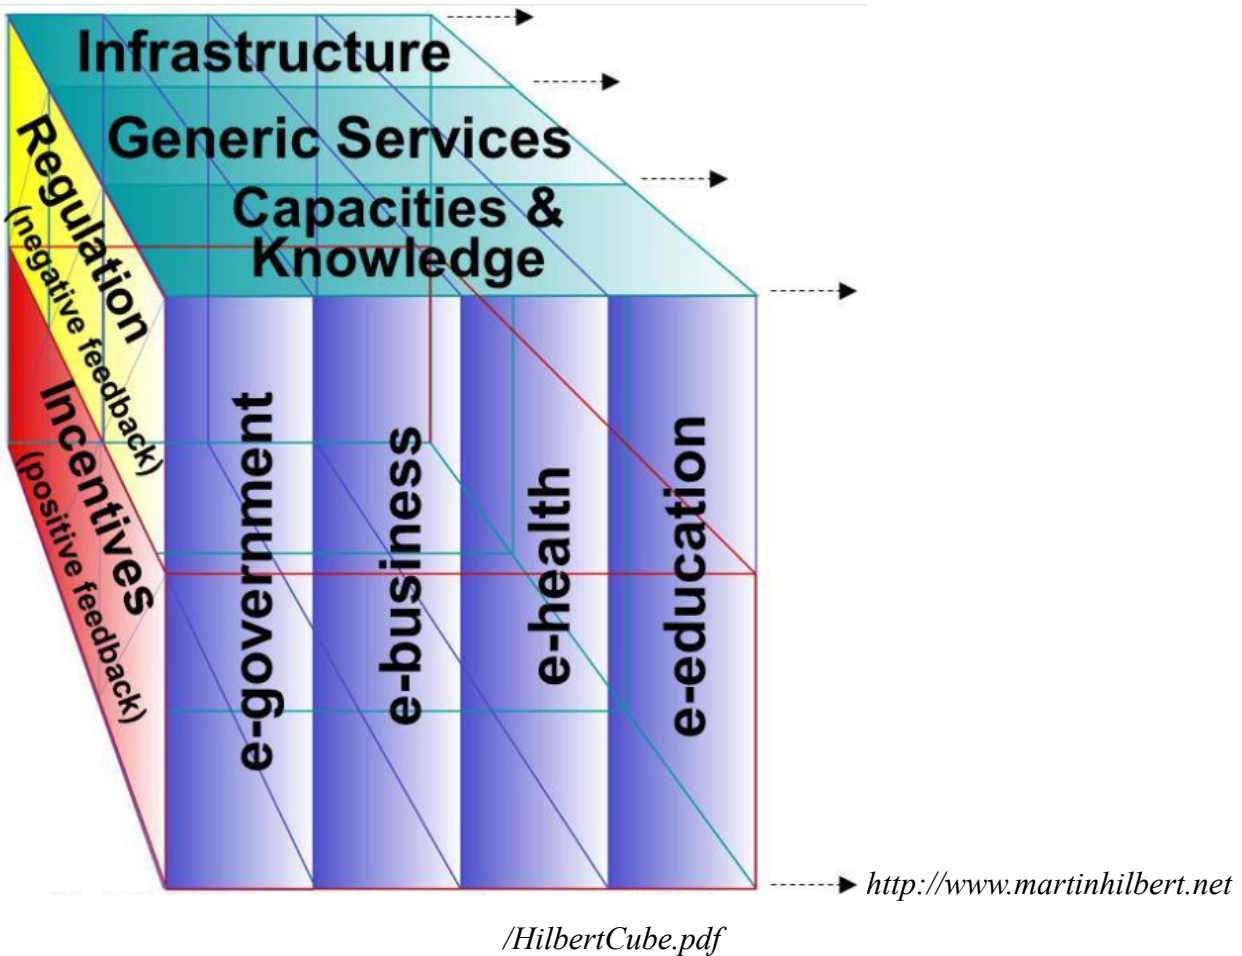 Infrastructure
Generic Services
Capacities &
Knowledge
Regulation
(negative feedback)
Incentives
(positive feedback)
e-government
e-business
e-health
e-education
http://www.martinhilbert.net
/HilbertCube.pdf